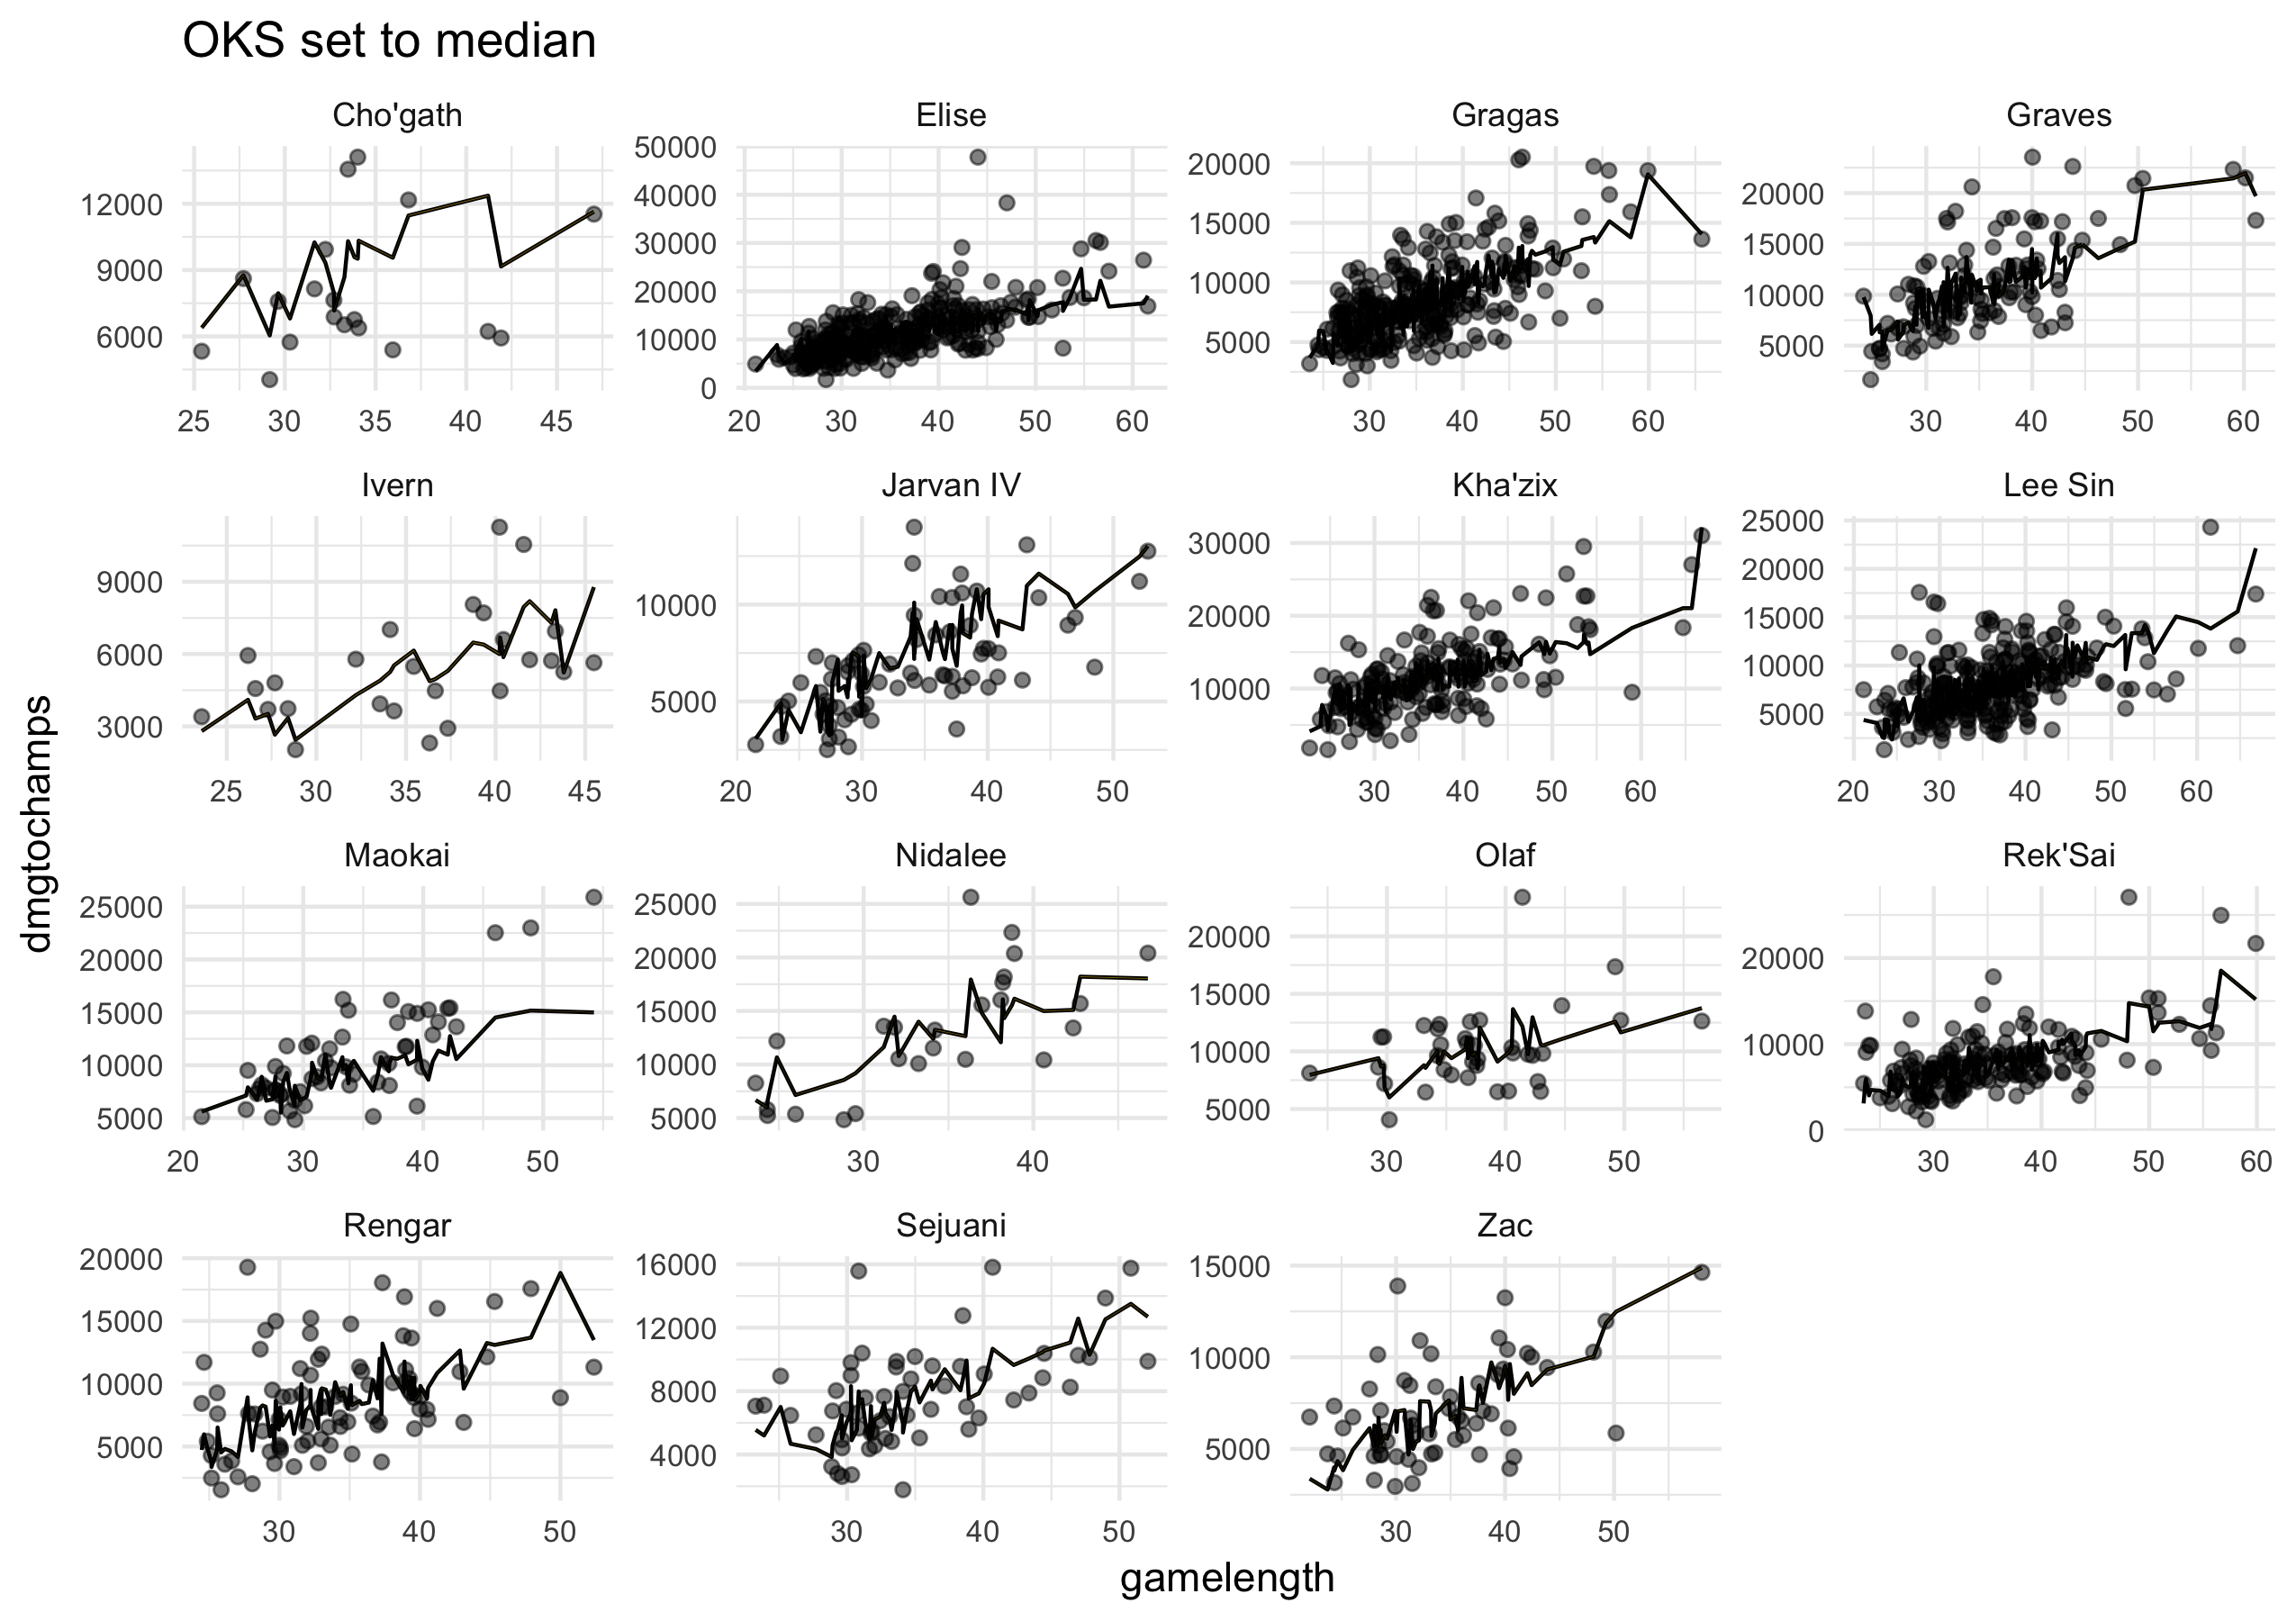 OKS set to median
Cho'gath
Elise
Gragas
Graves
12000
9000
6000
25 30 35 40 45
50000
40000
30000
20000
10000
0
20 30 40 50 60
20000
15000
10000
5000
30 40 50 60
20000
15000
10000
5000
30 40 50 60
Ivern
Jarvan IV
Kha'zix
Lee Sin
9000
6000
3000
25 30 35 40 45
10000
5000
20 30 40 50
30000
20000
10000
30 40 50 60
25000
20000
15000
10000
5000
20 30 40 50 60
Maokai
Nidalee
Olaf
Rek'Sai
25000
20000
15000
10000
5000
20 30 40 50
25000
20000
15000
10000
5000
30 40
20000
15000
10000
5000
30 40 50
20000
10000
0
30 40 50 60
Rengar
Sejuani
Zac
20000
15000
10000
5000
30 40 50
16000
12000
8000
4000
30 40 50
15000
10000
5000
30 40 50
dmgtochamps
gamelength